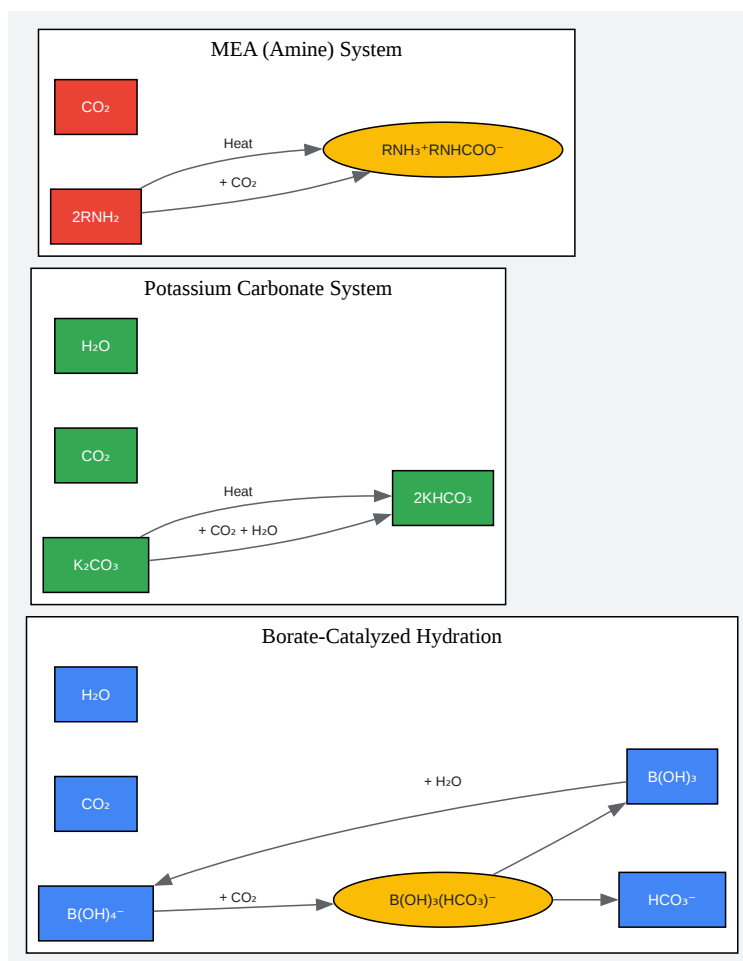 MEA (Amine) System
CO₂
Heat
RNH₃⁺RNHCOO⁻
+ CO₂
2RNH₂
Potassium Carbonate System
H₂O
CO₂
Heat
2KHCO₃
+ CO₂ + H₂O
K₂CO₃
Borate-Catalyzed Hydration
H₂O
B(OH)₃
+ H₂O
CO₂
+ CO₂
B(OH)₃(HCO₃)⁻
HCO₃⁻
B(OH)₄⁻